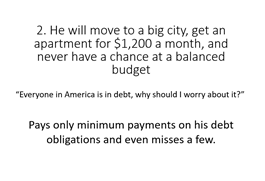 2. He will move to a big city, get an
apartment for $1,200 a month, and
never have a chance at a balanced
budget
“Everyone in America is in debt, why should I worry about it?”
Pays only minimum payments on his debt
obligations and even misses a few.